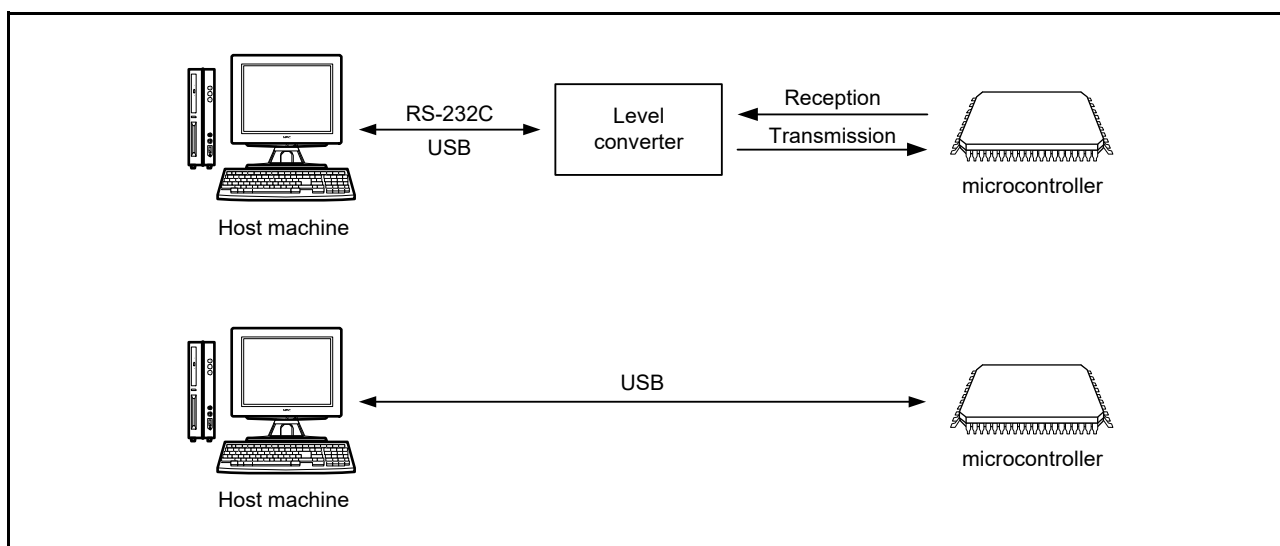 RS-232C
USB
Level
converter
Reception
Transmission
microcontroller
Host machine
USB
microcontroller
Host machine